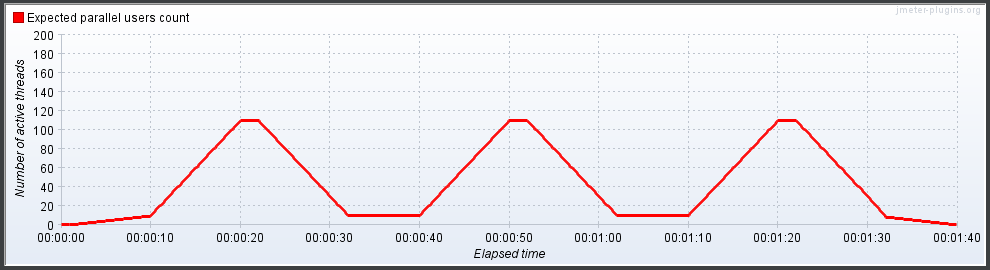 jmeter-plugins.org
Expected parallel users count
Number of active threads
200
180
160
140
120
100
80
60
40
20
0
00:00:00 00:00:10 00:00:20 00:00:30 00:00:40 00:00:50 00:01:00 00:01:10 00:01:20 00:01:30 00:01:40
Elapsed time